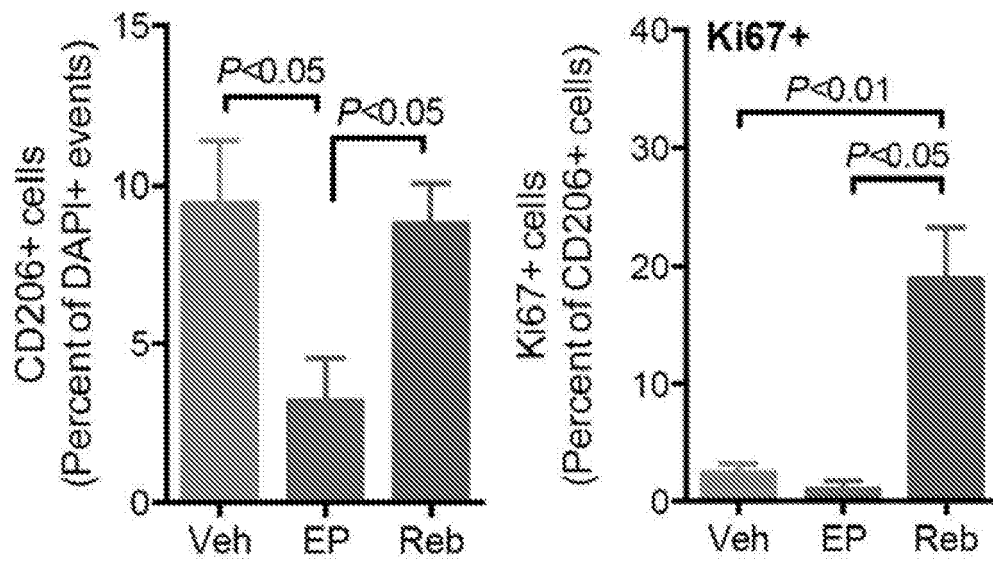 CD206+ cells
(Percent of DAPI+ events)
15
10
5
0
P<0.05
P<0.05
Veh EP Reb
Ki67+ cells
(Percent of CD206+ cells)
40
30
20
10
0
Ki67+
P<0.01
P<0.05
Veh EP Reb